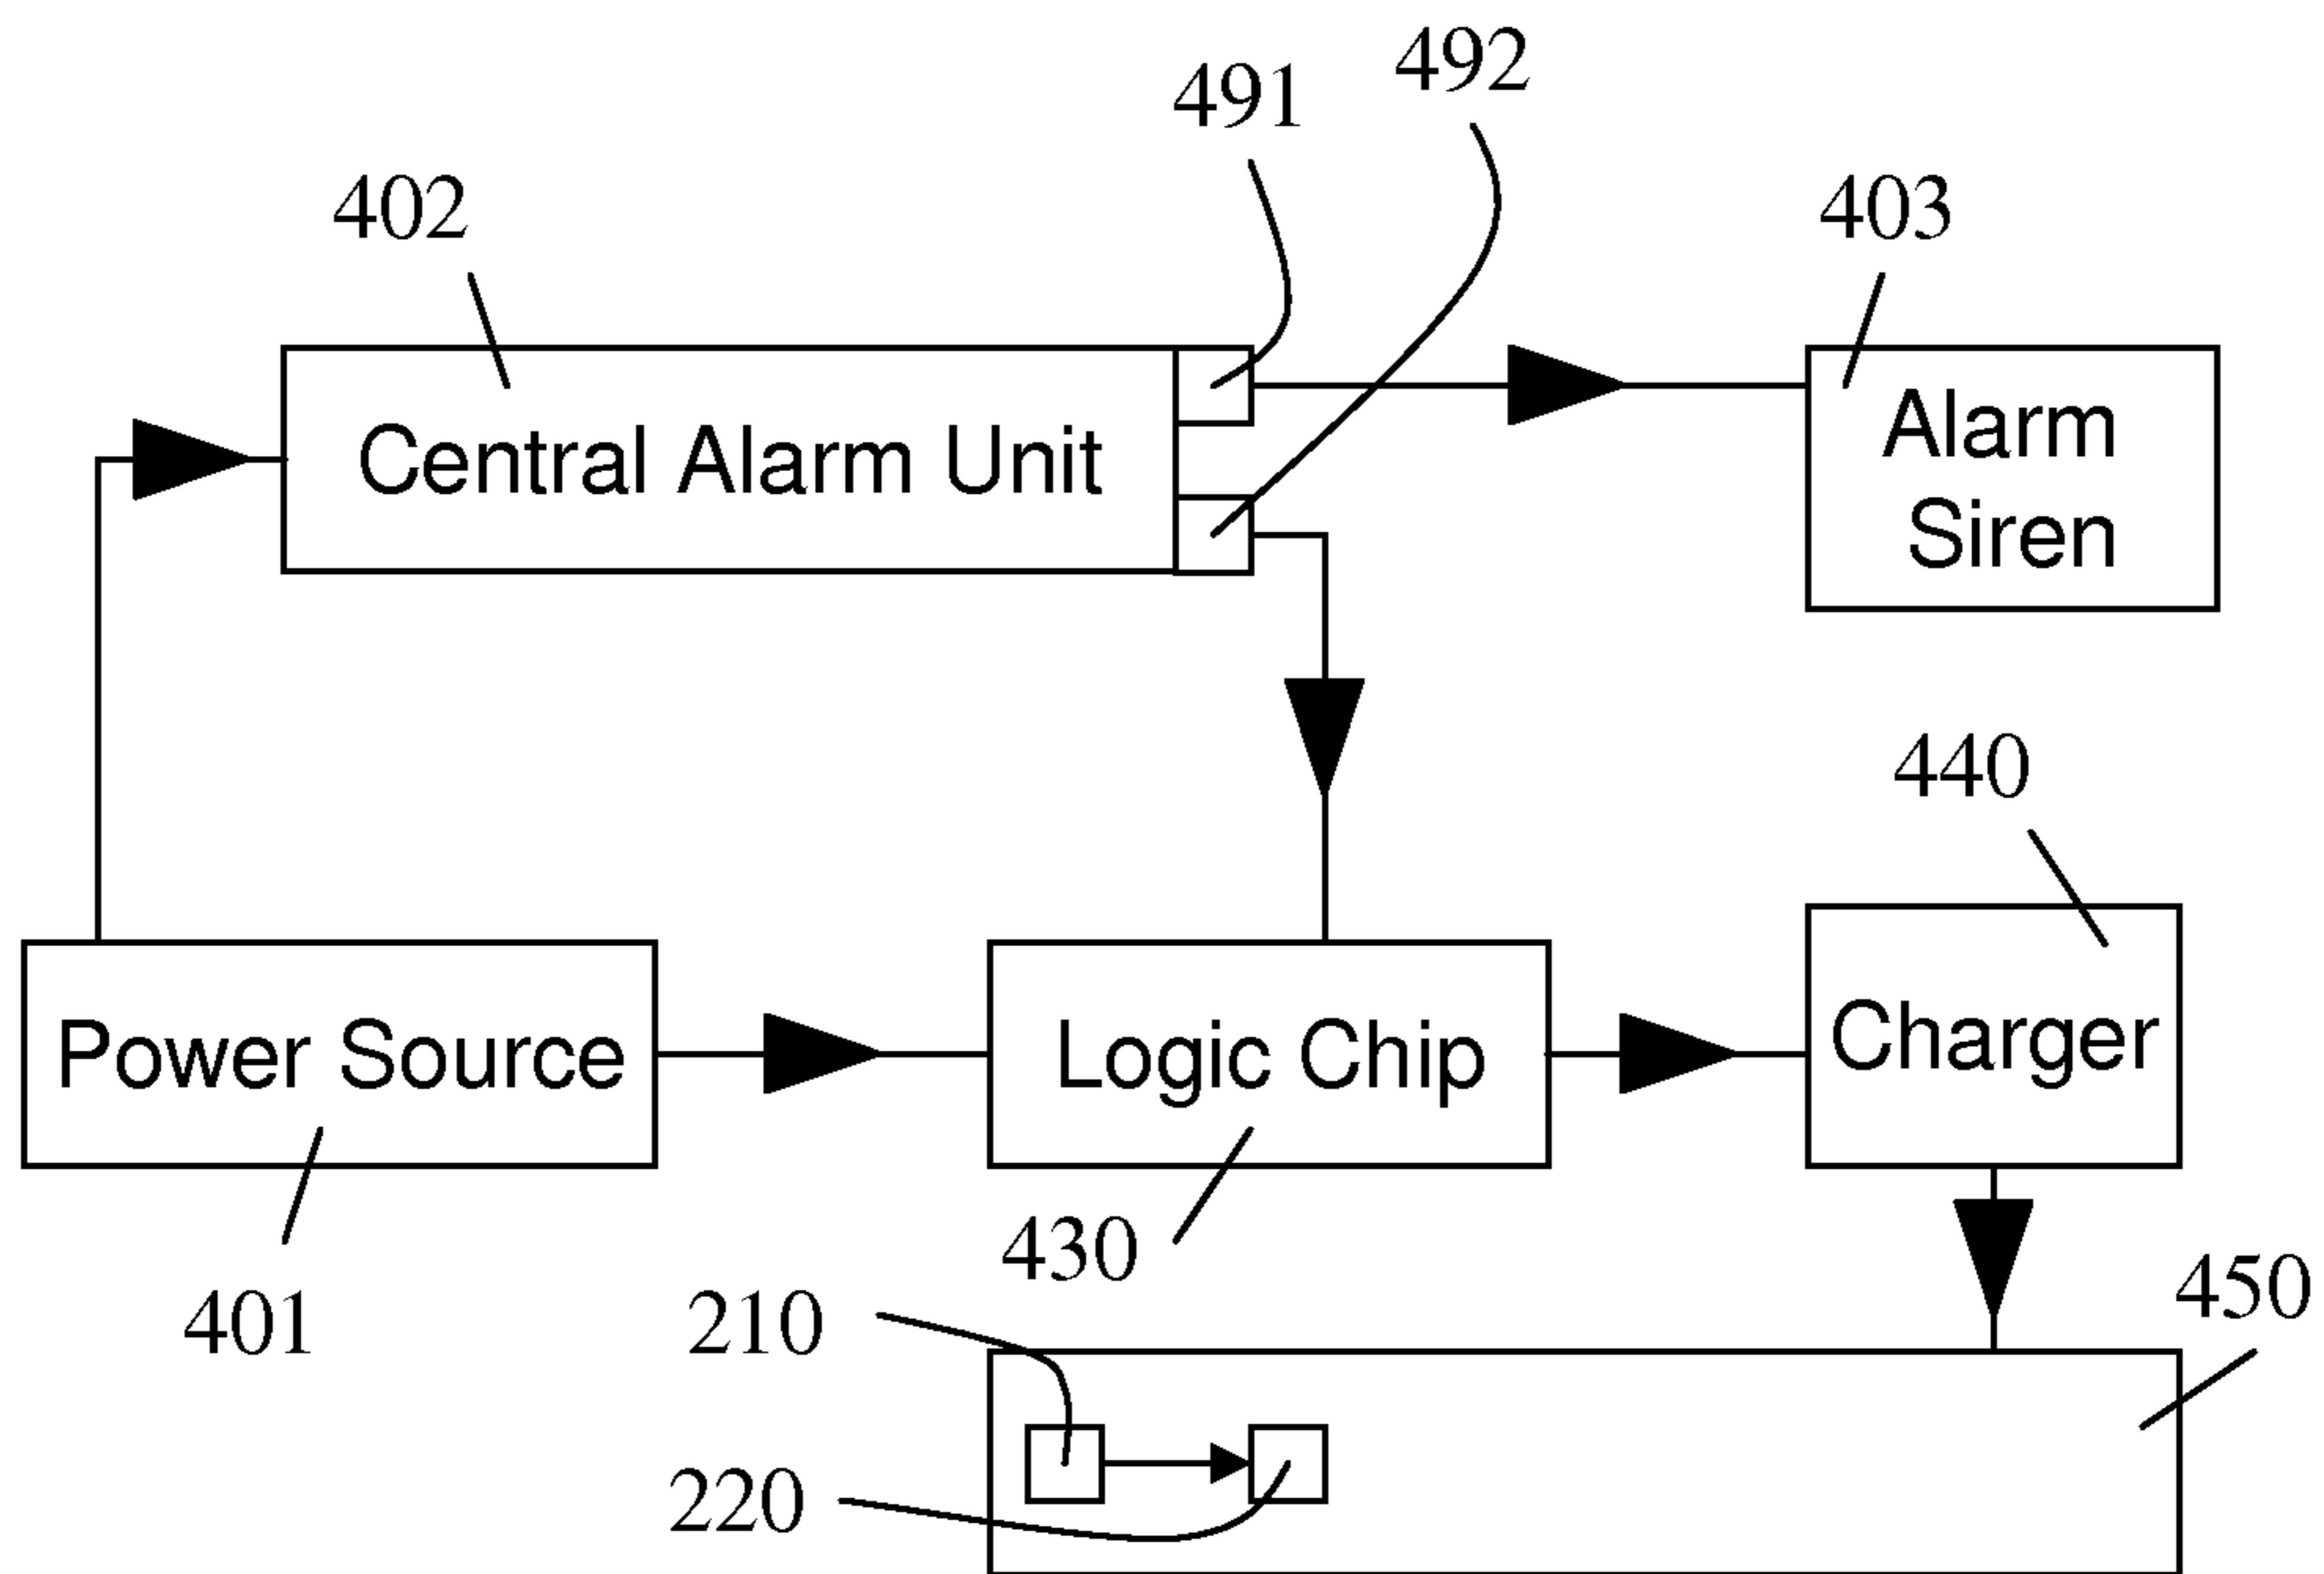 492
491
402
403
Central Alarm Unit
Alarm
Siren
440
Power Source
Logic Chip
Charger
430
450
401
210
220